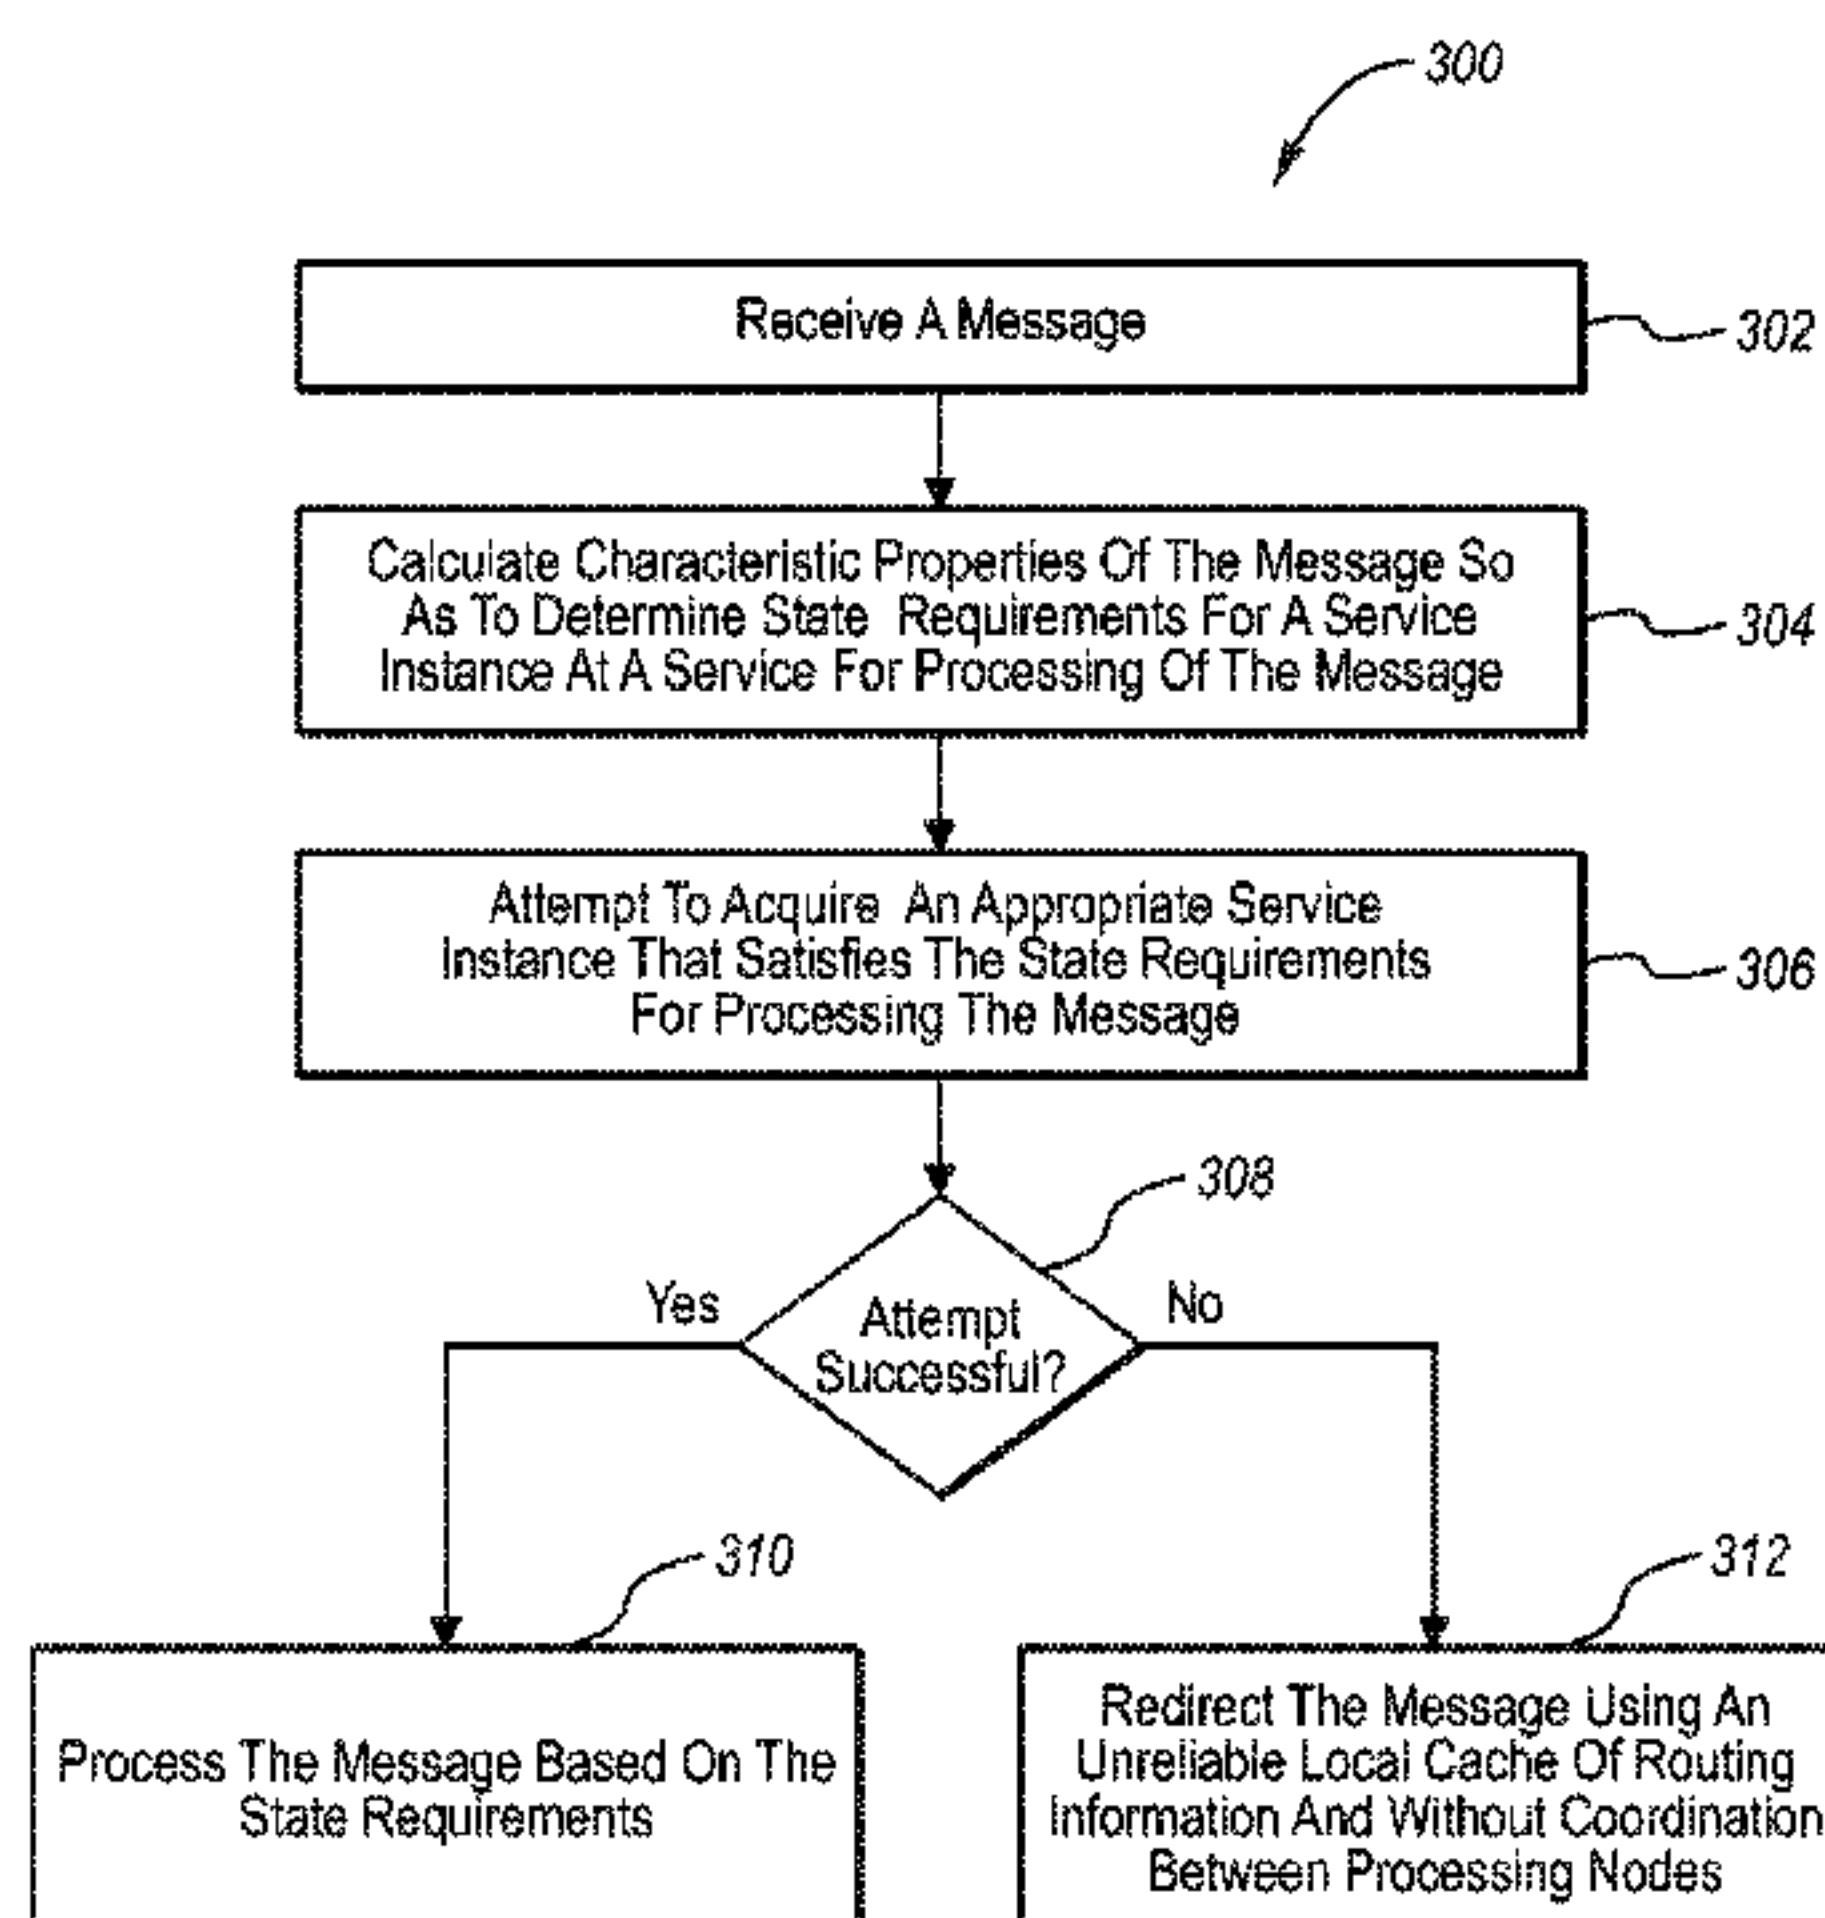 300
Receive A Message
302
Calculate Characteristic Properties Of The Message So
As To Determine State Requirements For A Service
Instance At A Service For Processing Of The Message
304
Attempt To Acquire An Appropriate Service
Instance That Satisfies The State Requirements
For Processing The Message
306
308
Yes
No
Attempt
Successful?
310
312
Process The Message Based On The
State Requirements
Redirect The Message Using An
Unreliable Local Cache Of Routing
Information And Without Coordination
Between Processing Nodes